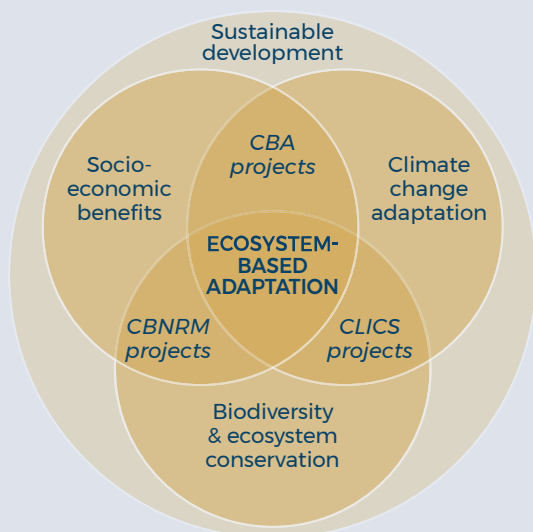 Sustainable
development
CBA
projects
Socio-
economic
benefits
Climate
change
adaptation
ECOSYSTEM-
BASED
ADAPTATION
CBNRM
projects
CLICS
projects
Biodiversity
& ecosystem
conservation